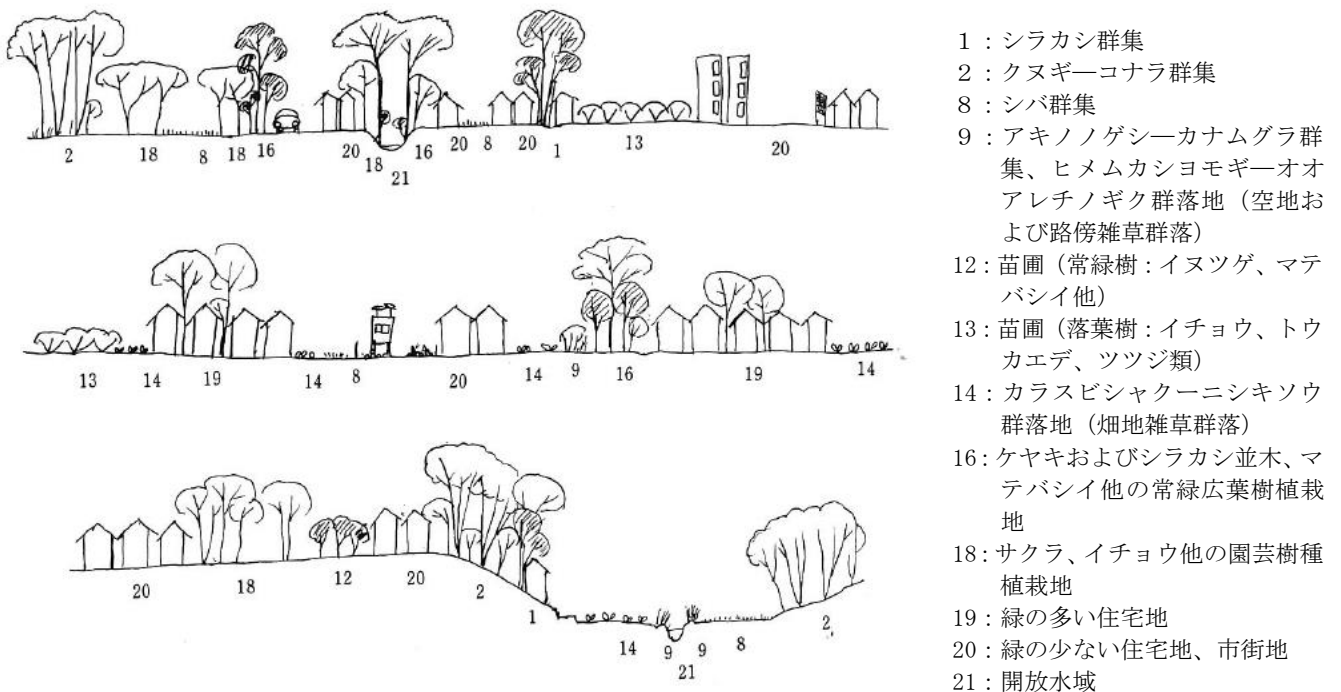 2 18 8 18 16 20 18 21 16 20 8 20 1 13 20
13 14 19 14 8 20 14 9 16 19 14
20 18 12 20 2 1 14 9 21 9 8 2
1：シラカシ群集
2：クヌギ―コナラ群集
8：シバ群集
9：アキノノゲシ―カナムグラ群
集、ヒメムカシヨモギ―オオ
アレチノギク群落地（空地お
よび路傍雑草群落）
12：苗圃（常緑樹：イヌツゲ、マテ
バシイ他）
13：苗圃（落葉樹：イチョウ、トウ
カエデ、ツツジ類）
14：カラスビシャクーニシキソウ
群落地（畑地雑草群落）
16：ケヤキおよびシラカシ並木、マ
テバシイ他の常緑広葉樹植栽
地
18：サクラ、イチョウ他の園芸樹種
植栽地
19：緑の多い住宅地
20：緑の少ない住宅地、市街地
21：開放水域